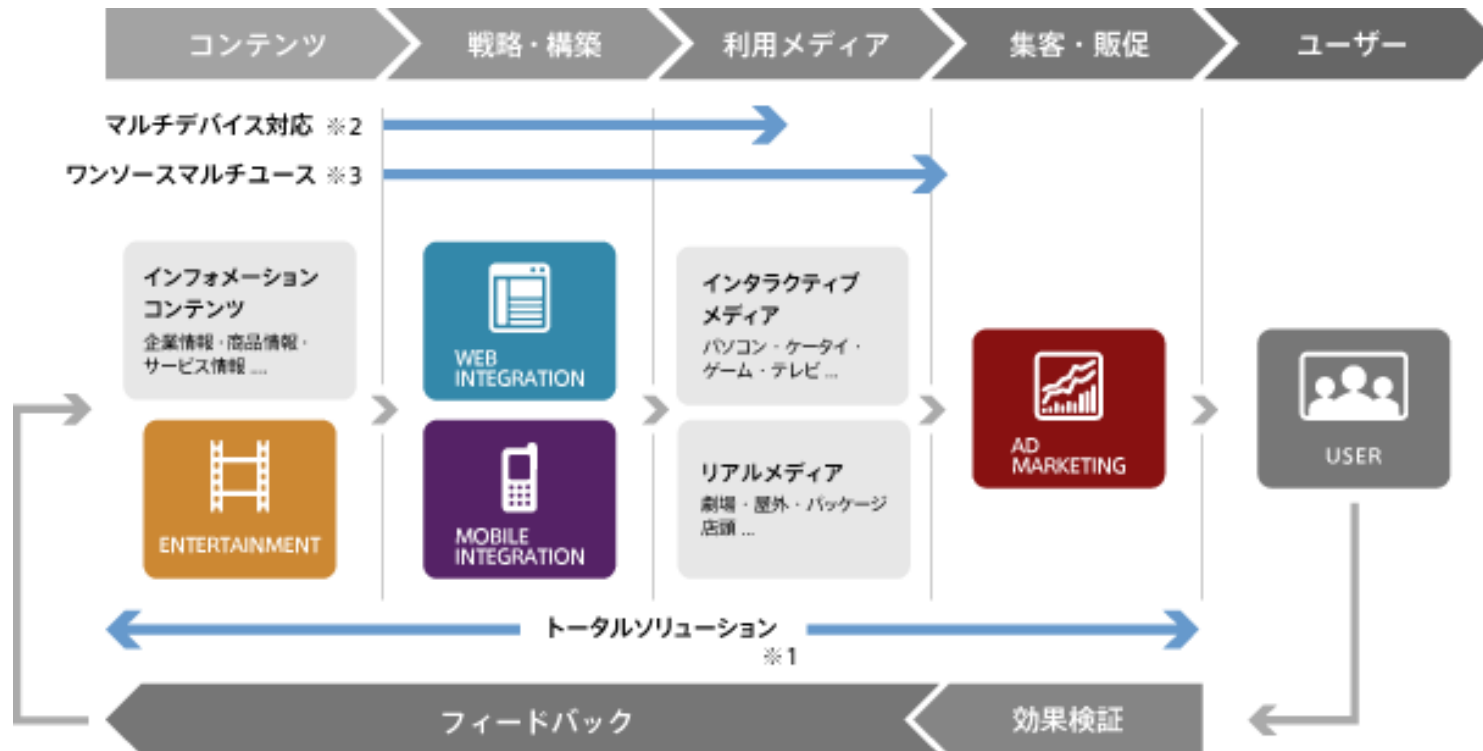 コンテンツ
戦略・構築
利用メディア
集客・販促
ユーザー
マルチデバイス対応 ※2
ワンソースマルチユース ※3
インフォメーション
コンテンツ
企業情報・商品情報・
サービス情報 ...
ENTERTAINMENT
WEB
INTEGRATION
MOBILE
INTEGRATION
インタラクティブ
メディア
パソコン・ケータイ・
ゲーム・テレビ ...
リアルメディア
劇場・屋外・パッケージ
店頭 ...
AD
MARKETING
USER
トータルソリューション
※1
フィードバック
効果検証